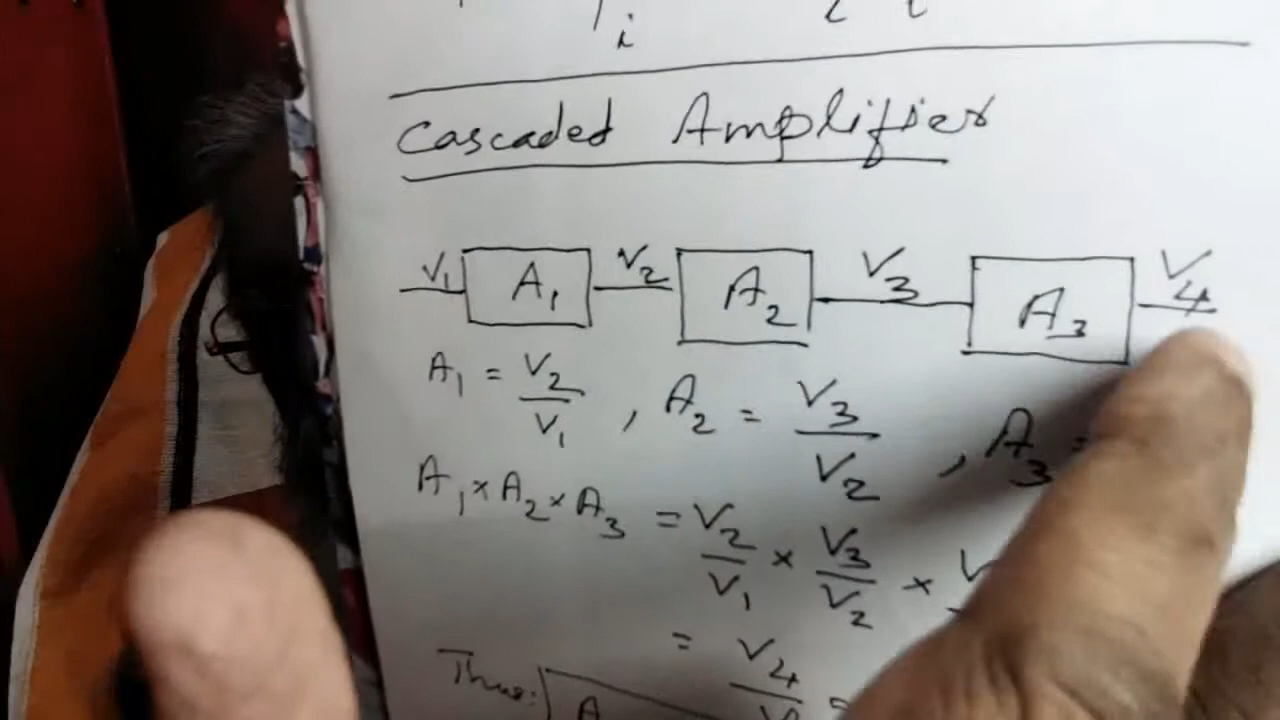 i
Cascaded Amplifier
V₁ A₁ V₂ A₂ V₃ A₃ V₄
A₁ = V₂/V₁ , A₂ = V₃/V₂ , A₃ =
A₁ × A₂ × A₃ = V₂/V₁ × V₃/V₂ × V
= V₄/V
Thus: A